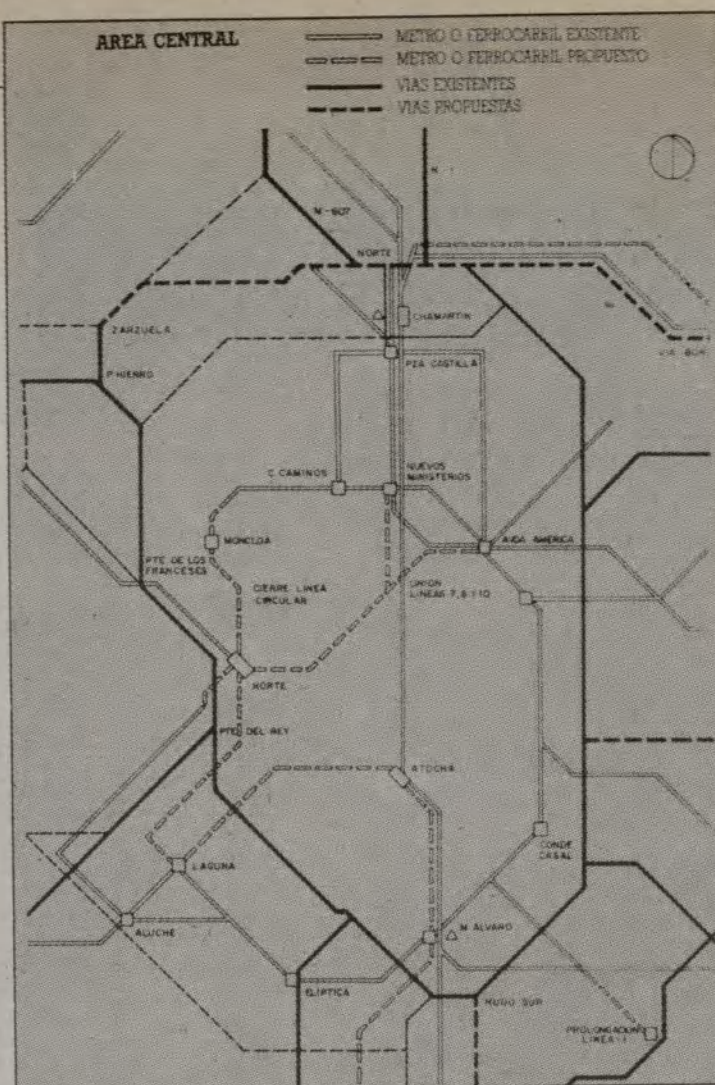 AREA CENTRAL
METRO O FERROCARRIL EXISTENTE
METRO O FERROCARRIL PROPUESTO
VIAS EXISTENTES
VIAS PROPUESTAS
M-607
NORTE
CHAMARTIN
ZARZUELA
PZA CASTILLA
P. HIERRO
C. CAMINOS
NUEVOS
MINISTERIOS
MONCLOA
AVDA AMERICA
PTE DE LOS
FRANCESES
CIERRE LINEA
CIRCULAR
UNION
LINEAS 7, 8 Y 10
NORTE
PTE DEL REY
ATOCHA
CONDE
CASAL
LAGUNA
ALUCHE
M. ALVARO
ELIPTICA
NUDO SUR
PROLONGACION
LINEA-1